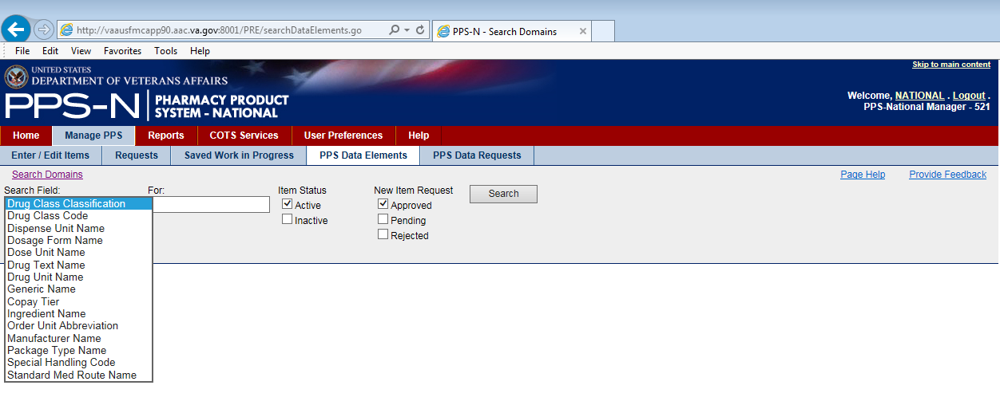 http://vaausfmcapp90.aac.va.gov:8001/PRE/searchDataElements.go
PPS-N - Search Domains
File Edit View Favorites Tools Help
Skip to main content
UNITED STATES
DEPARTMENT OF VETERANS AFFAIRS
PPS-N
PHARMACY PRODUCT
SYSTEM - NATIONAL
Welcome, NATIONAL . Logout .
PPS-National Manager - 521
Home Manage PPS Reports COTS Services User Preferences Help
Enter / Edit Items Requests Saved Work in Progress PPS Data Elements PPS Data Requests
Search Domains Page Help Provide Feedback
Search Field: For: Item Status New Item Request Search
Active Approved
Inactive Pending
Rejected
Drug Class Classification
Drug Class Code
Dispense Unit Name
Dosage Form Name
Dose Unit Name
Drug Text Name
Drug Unit Name
Generic Name
Copay Tier
Ingredient Name
Order Unit Abbreviation
Manufacturer Name
Package Type Name
Special Handling Code
Standard Med Route Name